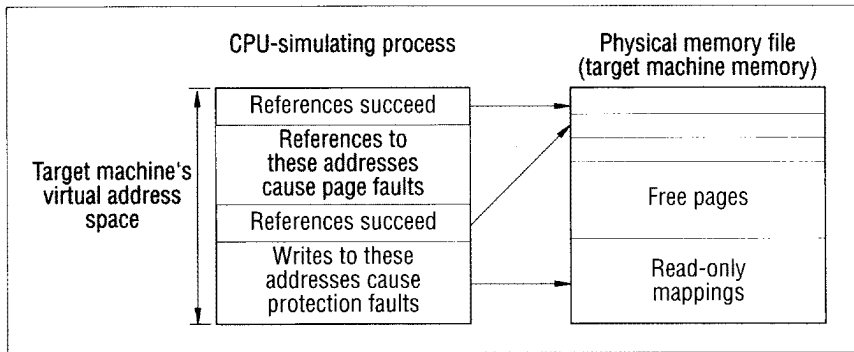 CPU-simulating process
Physical memory file
(target machine memory)
Target machine's
virtual address
space
References succeed
References to
these addresses
cause page faults
References succeed
Writes to these
addresses cause
protection faults
Free pages
Read-only
mappings